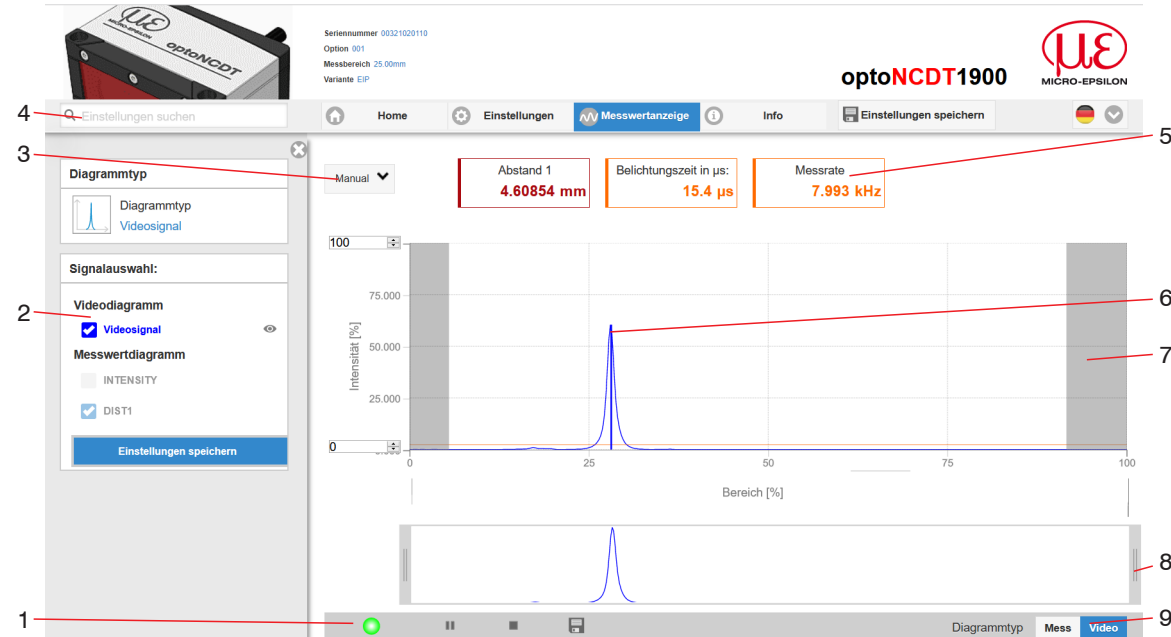 MICRO-EPSILON
optoNCDT
Seriennummer 00321020110
Option 001
Messbereich 25.00mm
Variante EIP
optoNCDT1900
µε
MICRO-EPSILON
4
Einstellungen suchen
Home
Einstellungen
Messwertanzeige
Info
Einstellungen speichern
5
3
Diagrammtyp
Diagrammtyp
Videosignal
Manual
Abstand 1
4.60854 mm
Belichtungszeit in µs:
15.4 µs
Messrate
7.993 kHz
Signalauswahl:
2
Videodiagramm
Videosignal
Messwertdiagramm
INTENSITY
DIST1
Einstellungen speichern
100
75.000
50.000
25.000
0
0.000
Intensität [%]
0
25
50
75
100
Bereich [%]
6
7
8
1
Diagrammtyp
Mess
Video
9